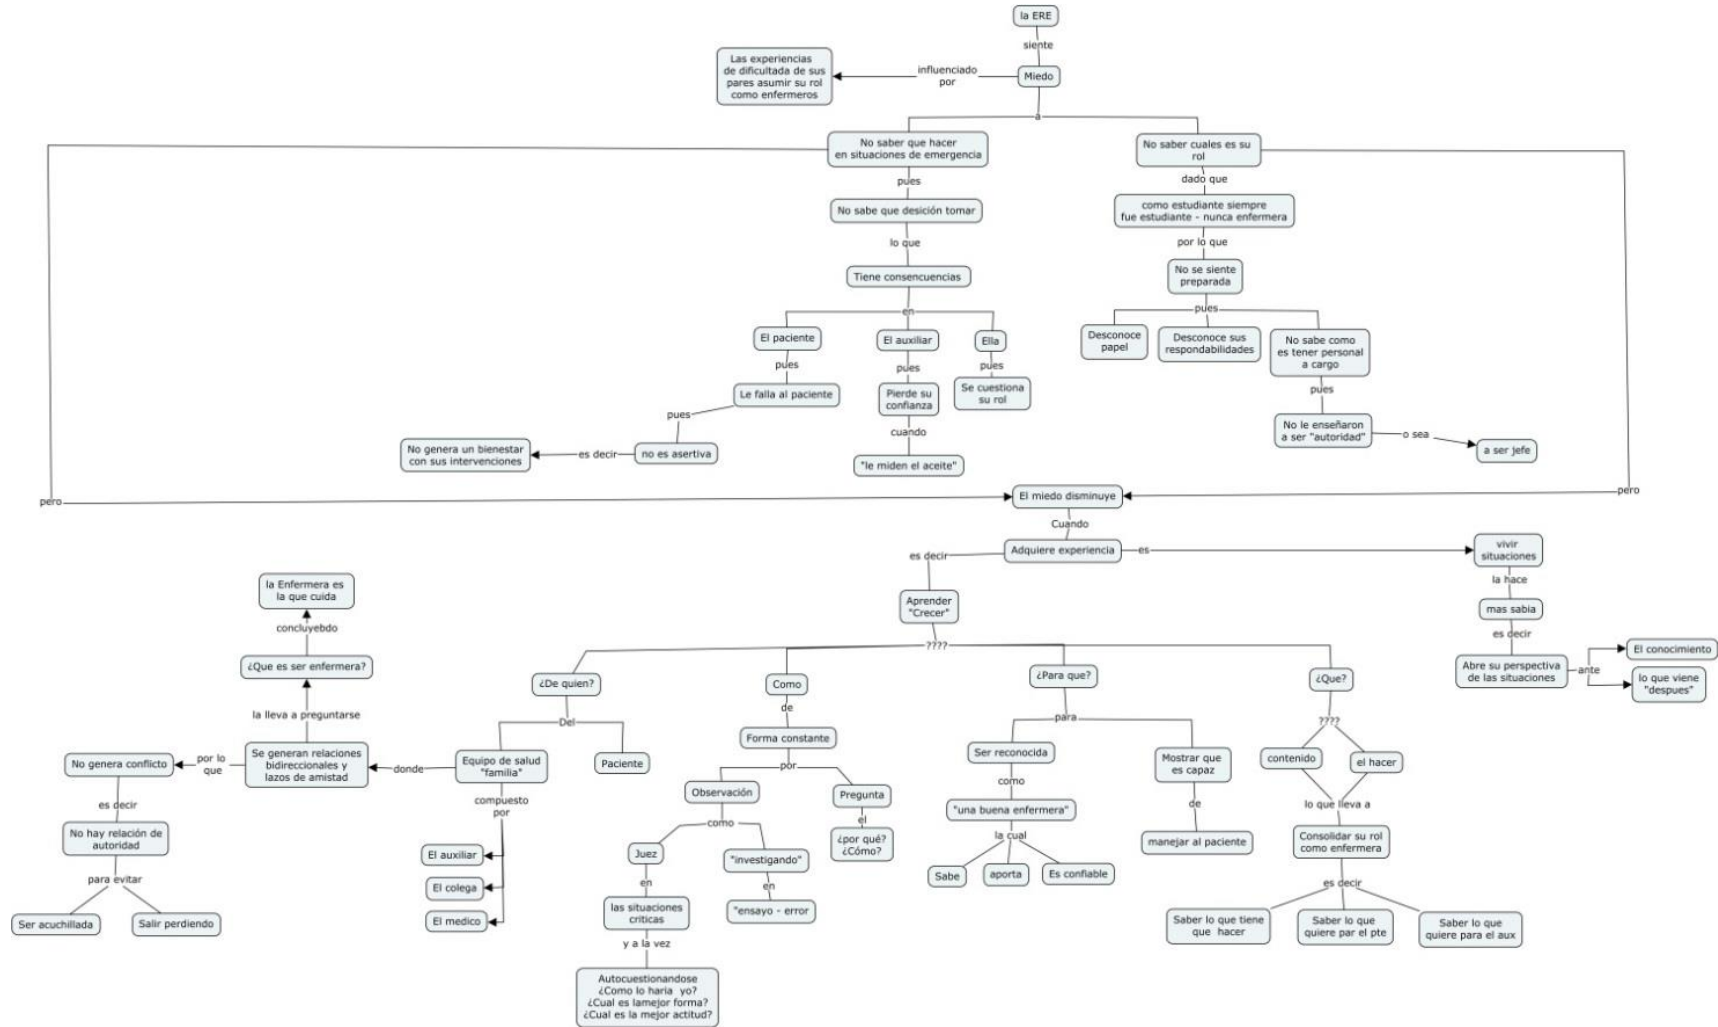 la ERE
siente
Miedo
influenciado
por
Las experiencias
de dificultada de sus
pares asumir su rol
como enfermeros
a
No saber que hacer
en situaciones de emergencia
pues
No sabe que desición tomar
lo que
Tiene consencuencias
en
El paciente
pues
Le falla al paciente
pues
no es asertiva
es decir
No genera un bienestar
con sus intervenciones
El auxiliar
pues
Pierde su
confianza
cuando
"le miden el aceite"
Ella
pues
Se cuestiona
su rol
No saber cuales es su
rol
dado que
como estudiante siempre
fue estudiante - nunca enfermera
por lo que
No se siente
preparada
pues
Desconoce
papel
Desconoce sus
respondabilidades
No sabe como
es tener personal
a cargo
pues
No le enseñaron
a ser "autoridad"
o sea
a ser jefe
pero
pero
El miedo disminuye
Cuando
Adquiere experiencia
es
vivir
situaciones
la hace
mas sabia
es decir
Abre su perspectiva
de las situaciones
ante
El conocimiento
lo que viene
"despues"
es decir
Aprender
"Crecer"
????
¿De quien?
Del
Equipo de salud
"familia"
Paciente
compuesto
por
El auxiliar
El colega
El medico
donde
Se generan relaciones
bidireccionales y
lazos de amistad
la lleva a preguntarse
¿Que es ser enfermera?
concluyebdo
la Enfermera es
la que cuida
por lo
que
No genera conflicto
es decir
No hay relación de
autoridad
para evitar
Ser acuchillada
Salir perdiendo
Como
de
Forma constante
por
Observación
como
Juez
en
las situaciones
criticas
y a la vez
Autocuestionandose
¿Como lo haria yo?
¿Cual es lamejor forma?
¿Cual es la mejor actitud?
"investigando"
en
"ensayo - error
Pregunta
el
¿por qué?
¿Cómo?
¿Para que?
para
Ser reconocida
como
"una buena enfermera"
la cual
Sabe
aporta
Es confiable
Mostrar que
es capaz
de
manejar al paciente
¿Que?
????
contenido
el hacer
lo que lleva a
Consolidar su rol
como enfermera
es decir
Saber lo que tiene
que hacer
Saber lo que
quiere par el pte
Saber lo que
quiere para el aux